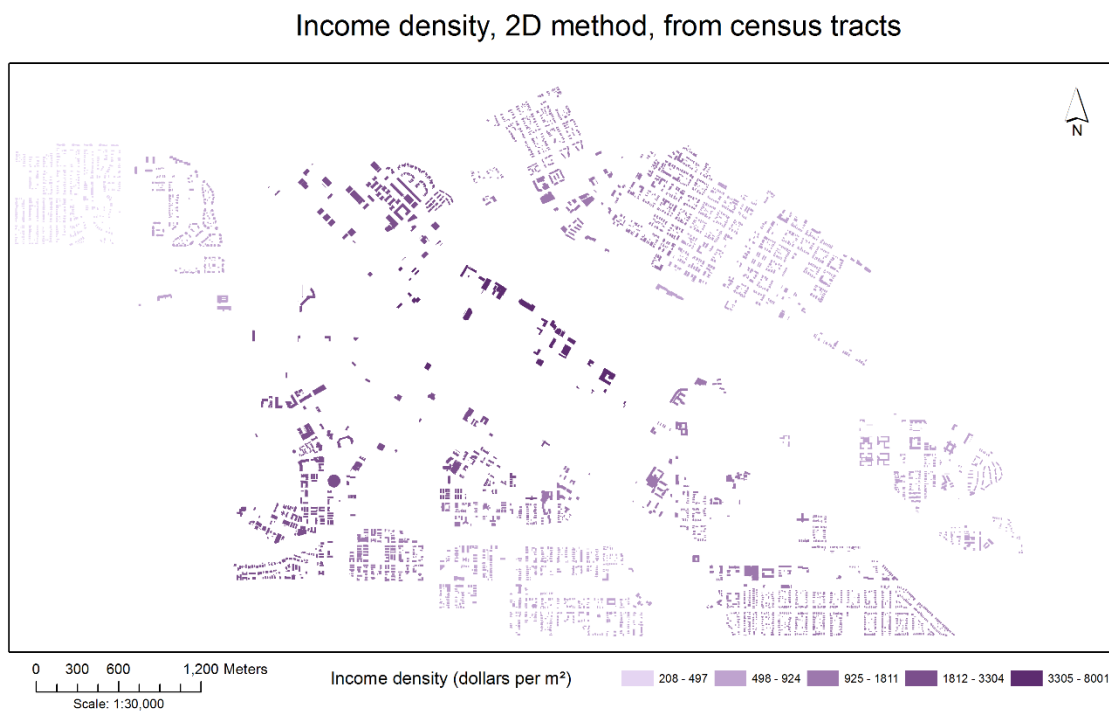 Income density, 2D method, from census tracts
N
0 300 600 1,200 Meters
Scale: 1:30,000
Income density (dollars per m²)
208 - 497
498 - 924
925 - 1811
1812 - 3304
3305 - 8001